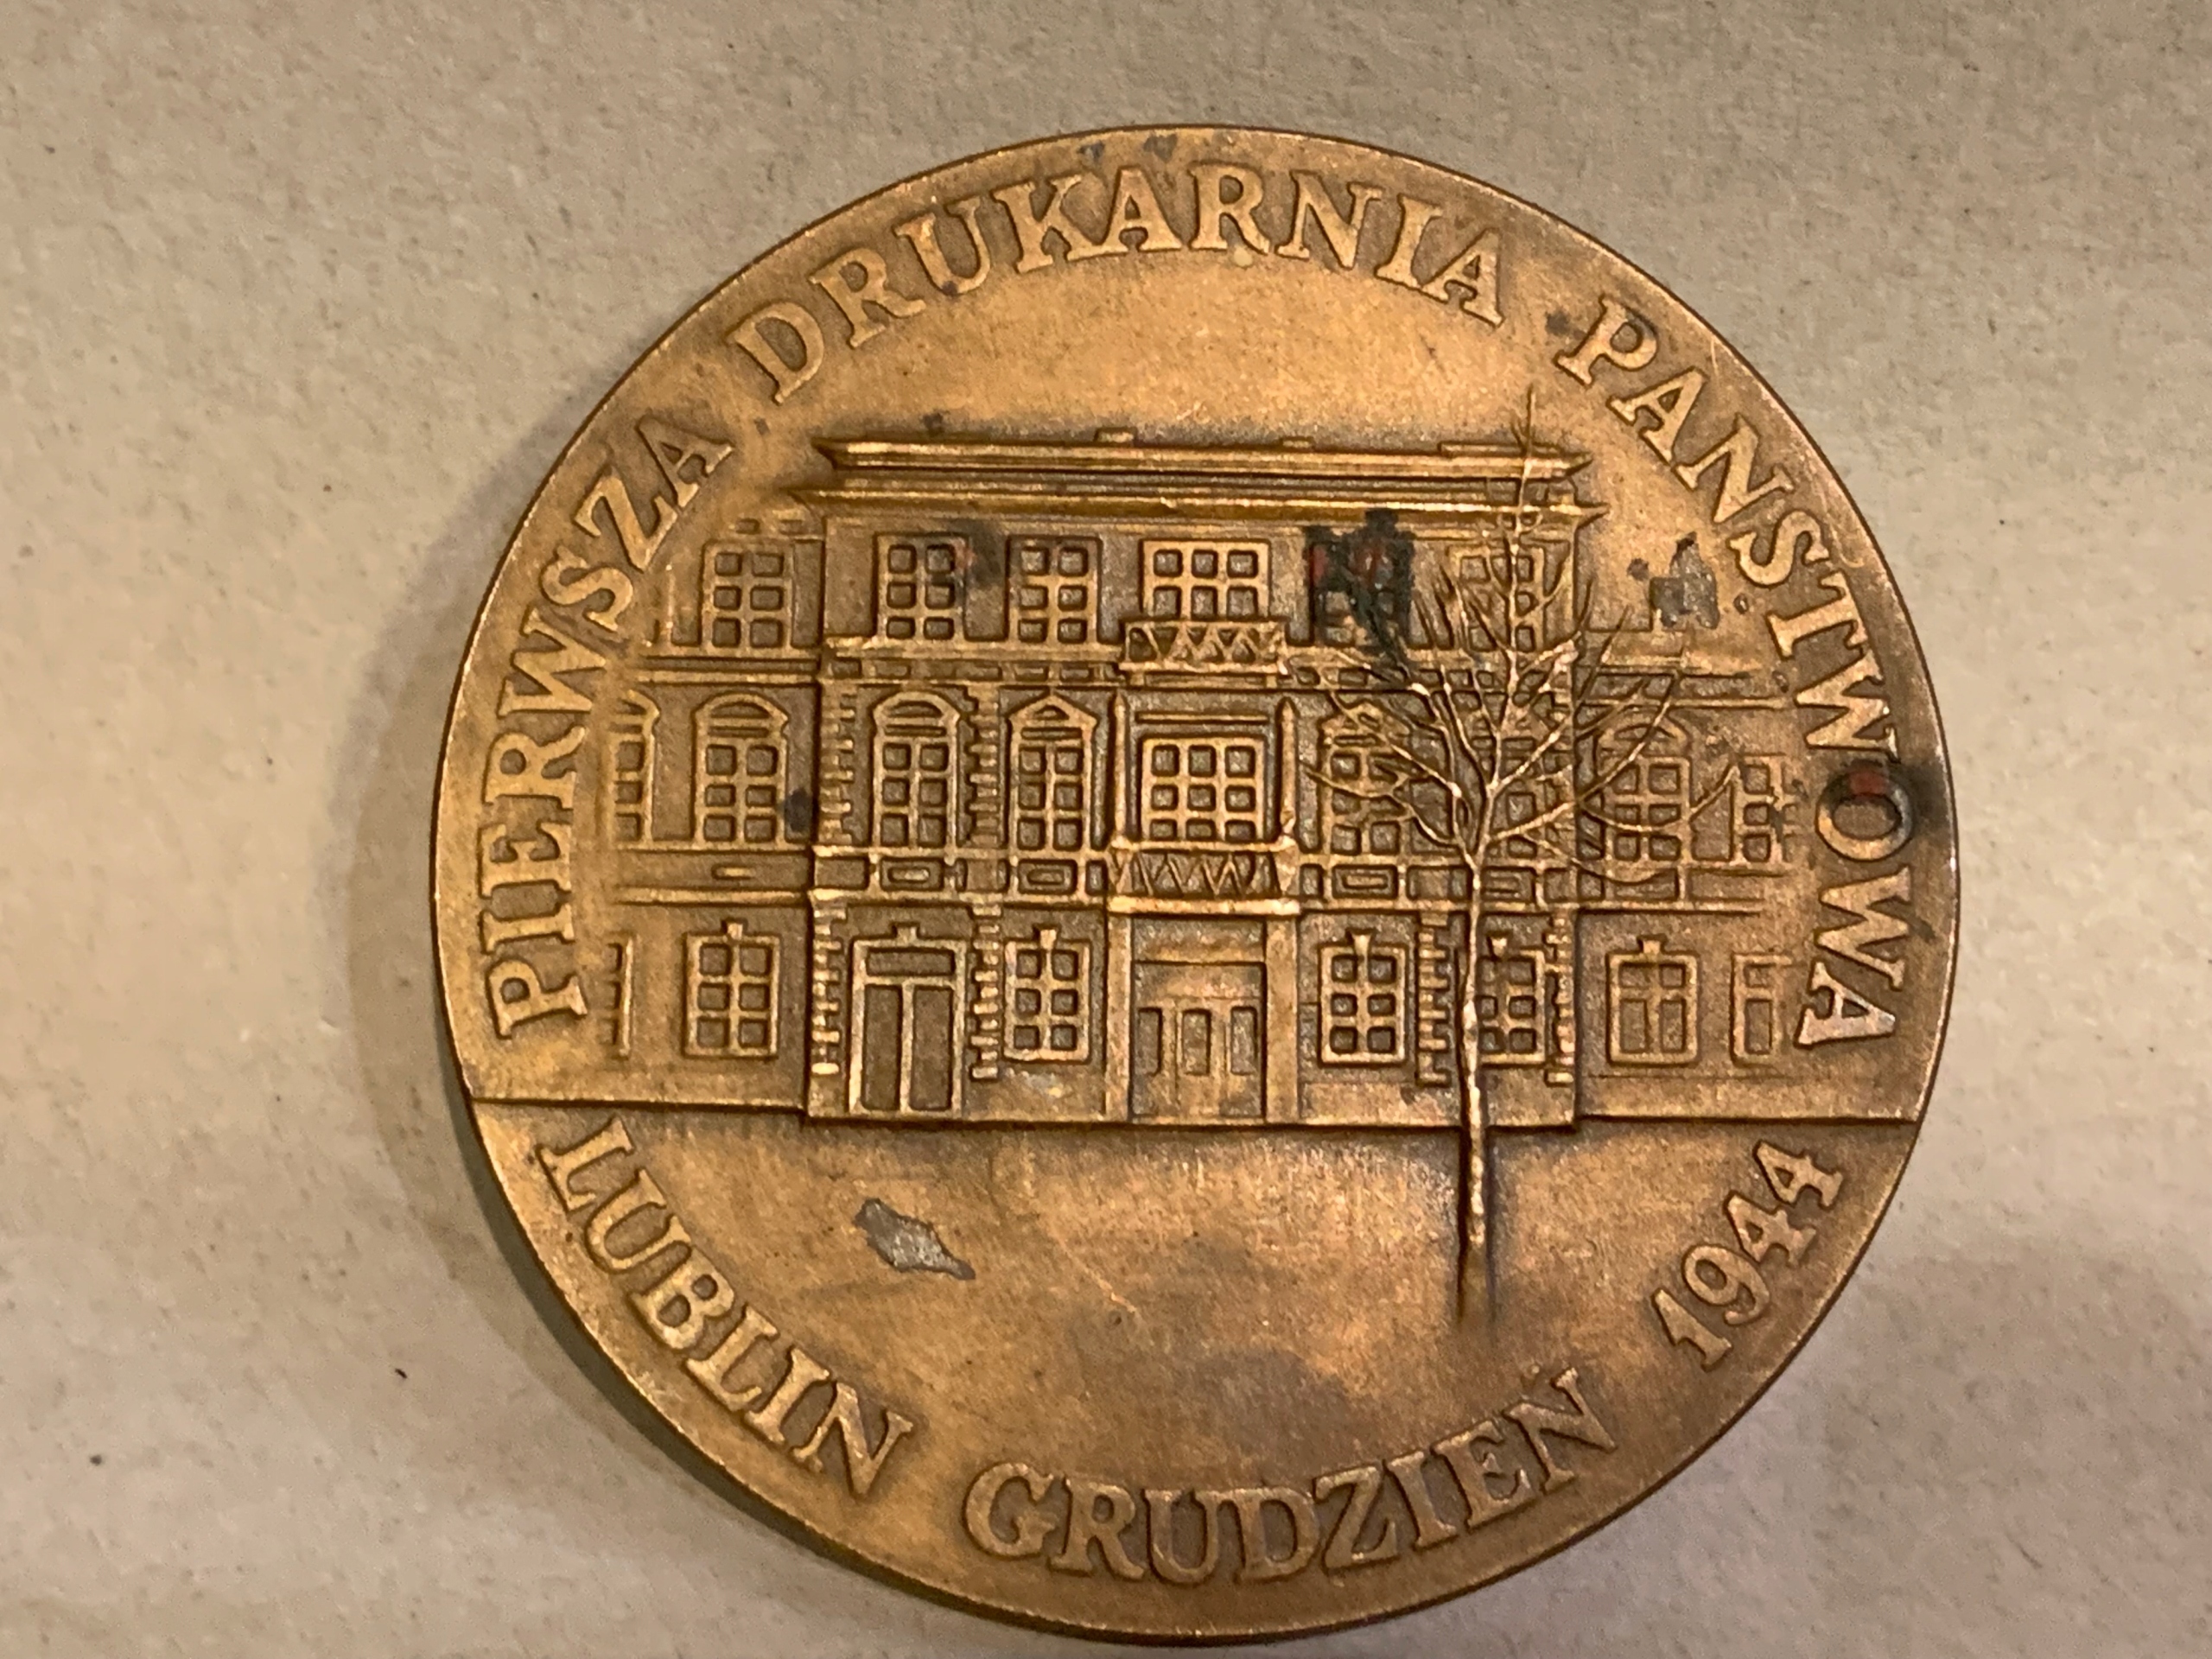 PIERWSZA DRUKARNIA PAŃSTWOWA
LUBLIN GRUDZIEŃ 1944